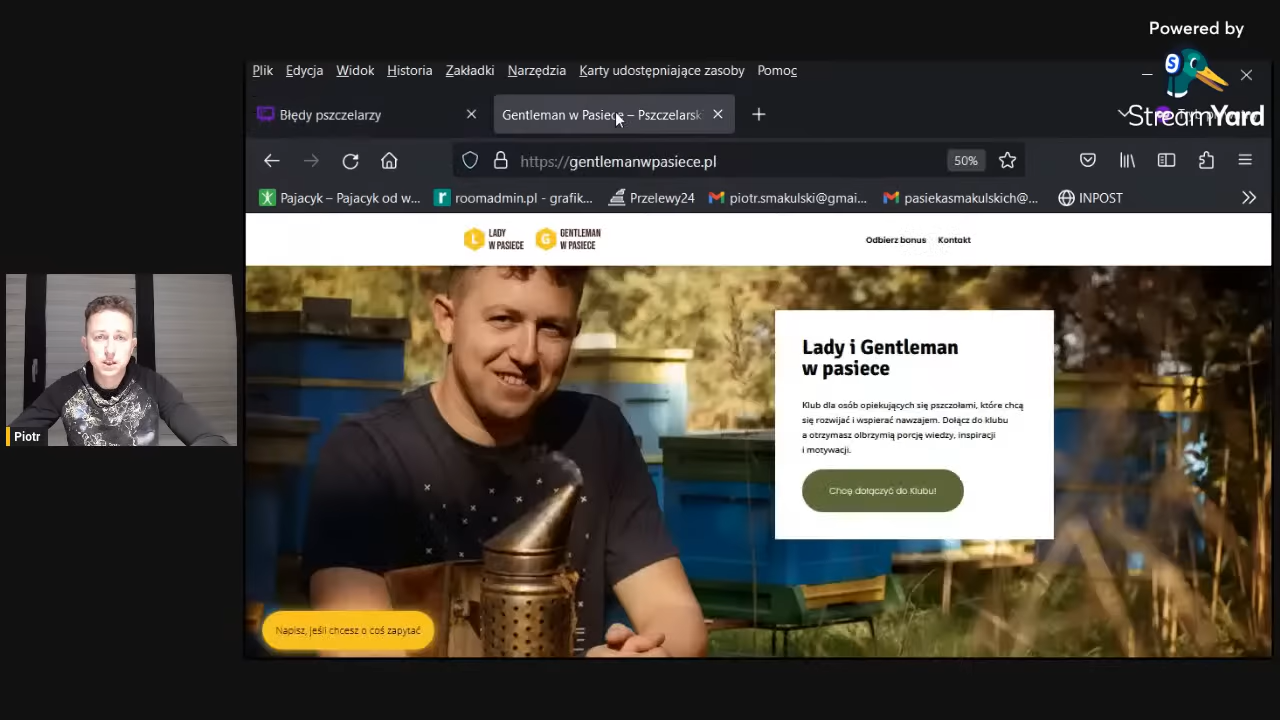 Powered by
StreamYard
Plik Edycja Widok Historia Zakładki Narzędzia Karty udostępniające zasoby Pomoc
Błędy pszczelarzy
Gentleman w Pasiece – Pszczelarsk
https://gentlemanwpasiece.pl
50%
Pajacyk – Pajacyk od w...
roomadmin.pl - grafik...
Przelewy24
piotr.smakulski@gmai...
pasiekasmakulskich@...
INPOST
L LADY W PASIECE
G GENTLEMAN W PASIECE
Odbierz bonus Kontakt
Lady i Gentleman
w pasiece
Klub dla osób opiekujących się pszczołami, które chcą
się rozwijać i wspierać nawzajem. Dołącz do klubu
a otrzymasz olbrzymią porcję wiedzy, inspiracji
i motywacji.
Chcę dołączyć do Klubu!
Piotr
Napisz, jeśli chcesz o coś zapytać